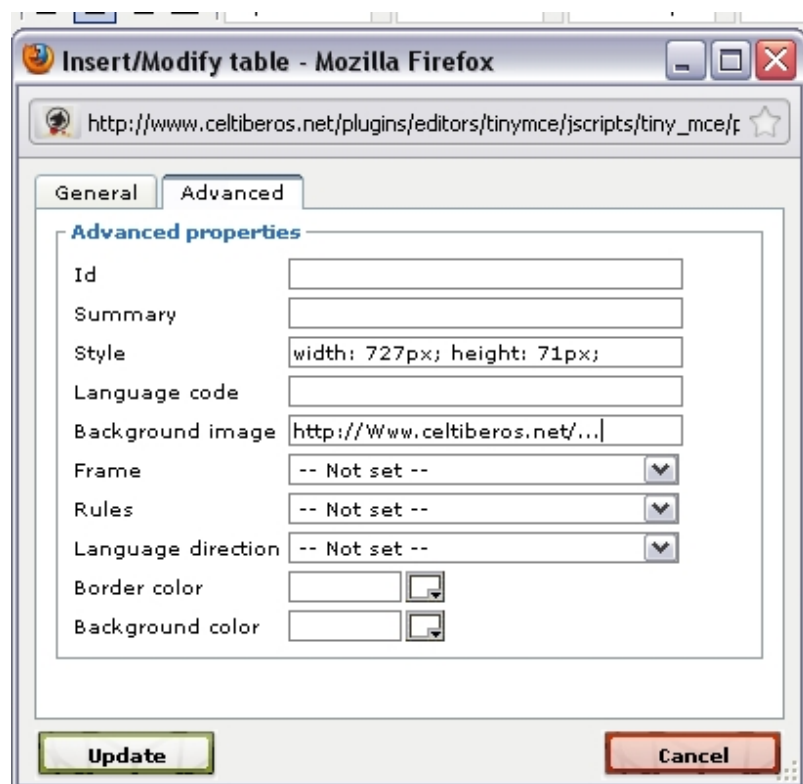 Insert/Modify table - Mozilla Firefox
http://www.celtiberos.net/plugins/editors/tinymce/jscripts/tiny_mce/p
General Advanced
Advanced properties
Id
Summary
Style width: 727px; height: 71px;
Language code
Background image http://Www.celtiberos.net/...
Frame -- Not set --
Rules -- Not set --
Language direction -- Not set --
Border color
Background color
Update Cancel